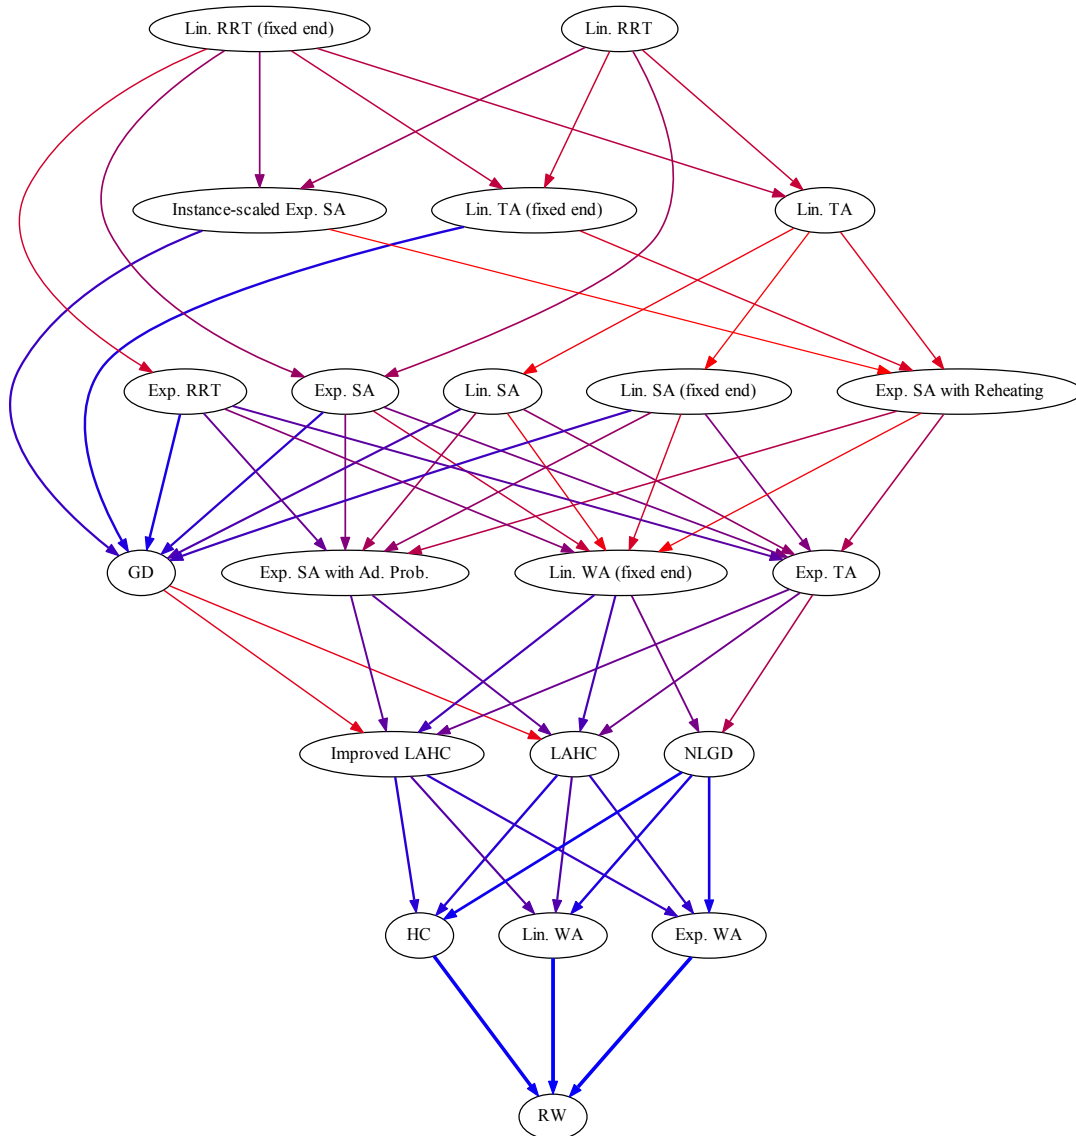 Lin. RRT (fixed end)
Lin. RRT
Instance-scaled Exp. SA
Lin. TA (fixed end)
Lin. TA
Exp. RRT
Exp. SA
Lin. SA
Lin. SA (fixed end)
Exp. SA with Reheating
GD
Exp. SA with Ad. Prob.
Lin. WA (fixed end)
Exp. TA
Improved LAHC
LAHC
NLGD
HC
Lin. WA
Exp. WA
RW